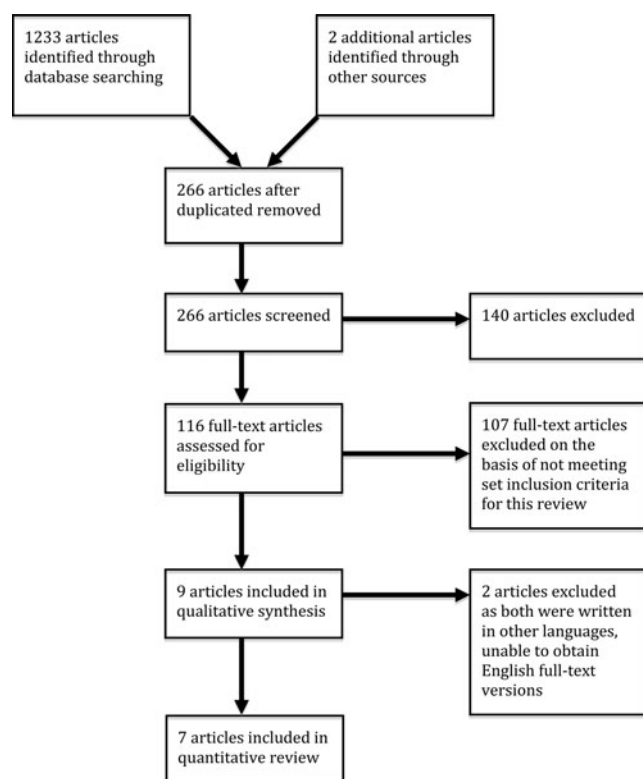 1233 articles
identified through
database searching
2 additional articles
identified through
other sources
266 articles after
duplicated removed
266 articles screened
140 articles excluded
116 full-text articles
assessed for
eligibility
107 full-text articles
excluded on the
basis of not meeting
set inclusion criteria
for this review
9 articles included in
qualitative synthesis
2 articles excluded
as both were written
in other languages,
unable to obtain
English full-text
versions
7 articles included in
quantitative review